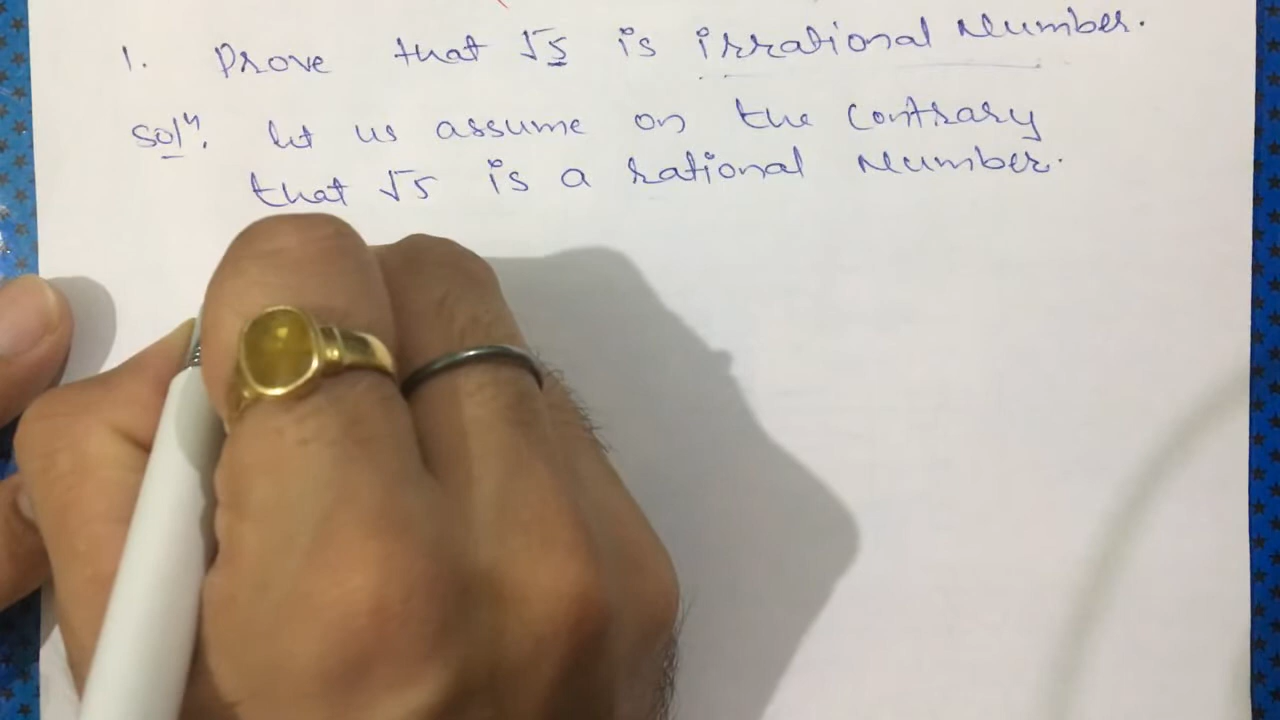 1. Prove that √5 is irrational Number.
Solⁿ. let us assume on the contrary
that √5 is a rational Number.